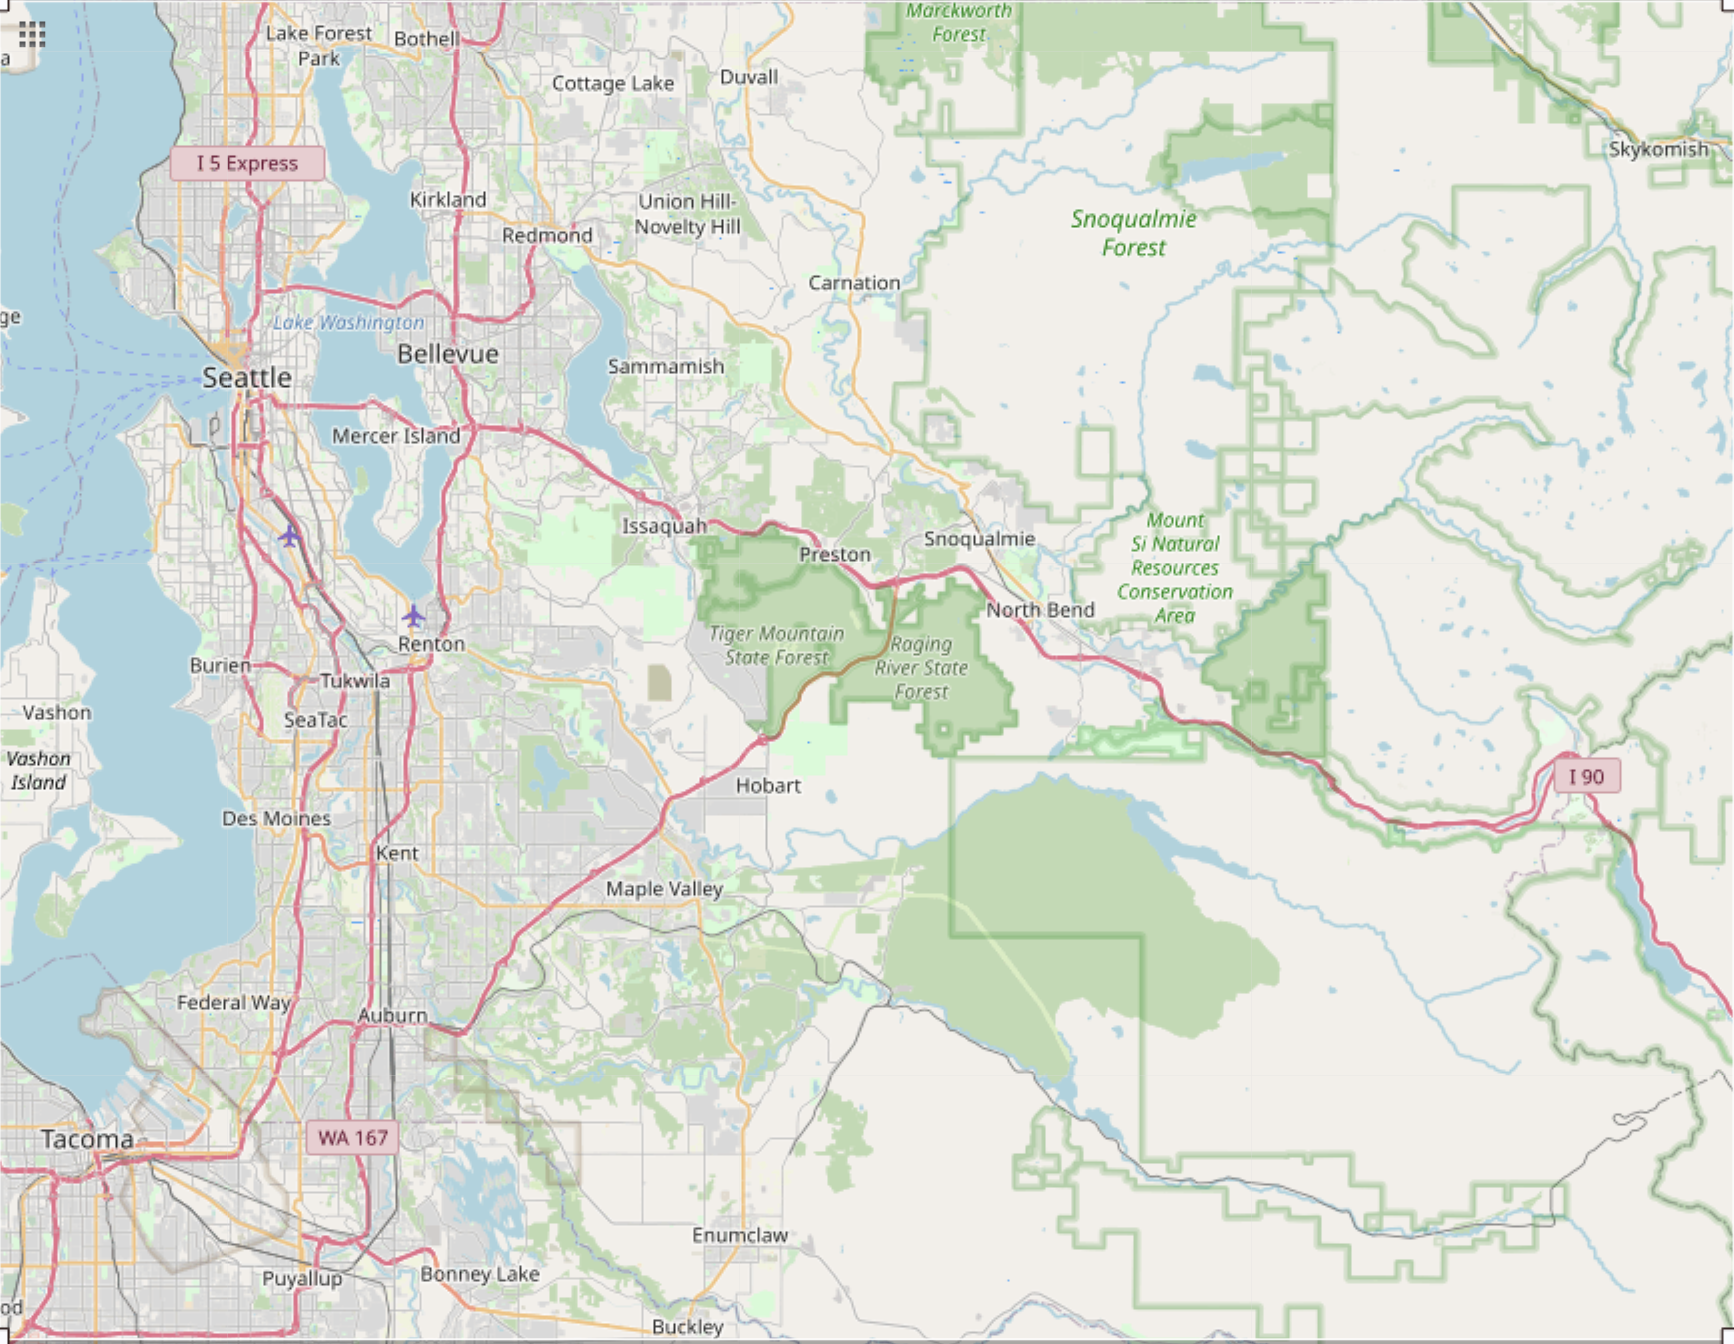 Marckworth
Forest
Lake Forest
Park
Bothell
a
Cottage Lake
Duvall
I 5 Express
Skykomish
Kirkland
Union Hill-
Novelty Hill
Redmond
Snoqualmie
Forest
Carnation
ge
Lake Washington
Bellevue
Sammamish
Seattle
Mercer Island
Issaquah
Preston
Snoqualmie
Mount
Si Natural
Resources
Conservation
Area
North Bend
Renton
Tiger Mountain
State Forest
Raging
River State
Forest
Burien
Tukwila
Vashon
SeaTac
Vashon
Island
Hobart
I 90
Des Moines
Kent
Maple Valley
Federal Way
Auburn
Tacoma
WA 167
Enumclaw
Puyallup
Bonney Lake
od
Buckley